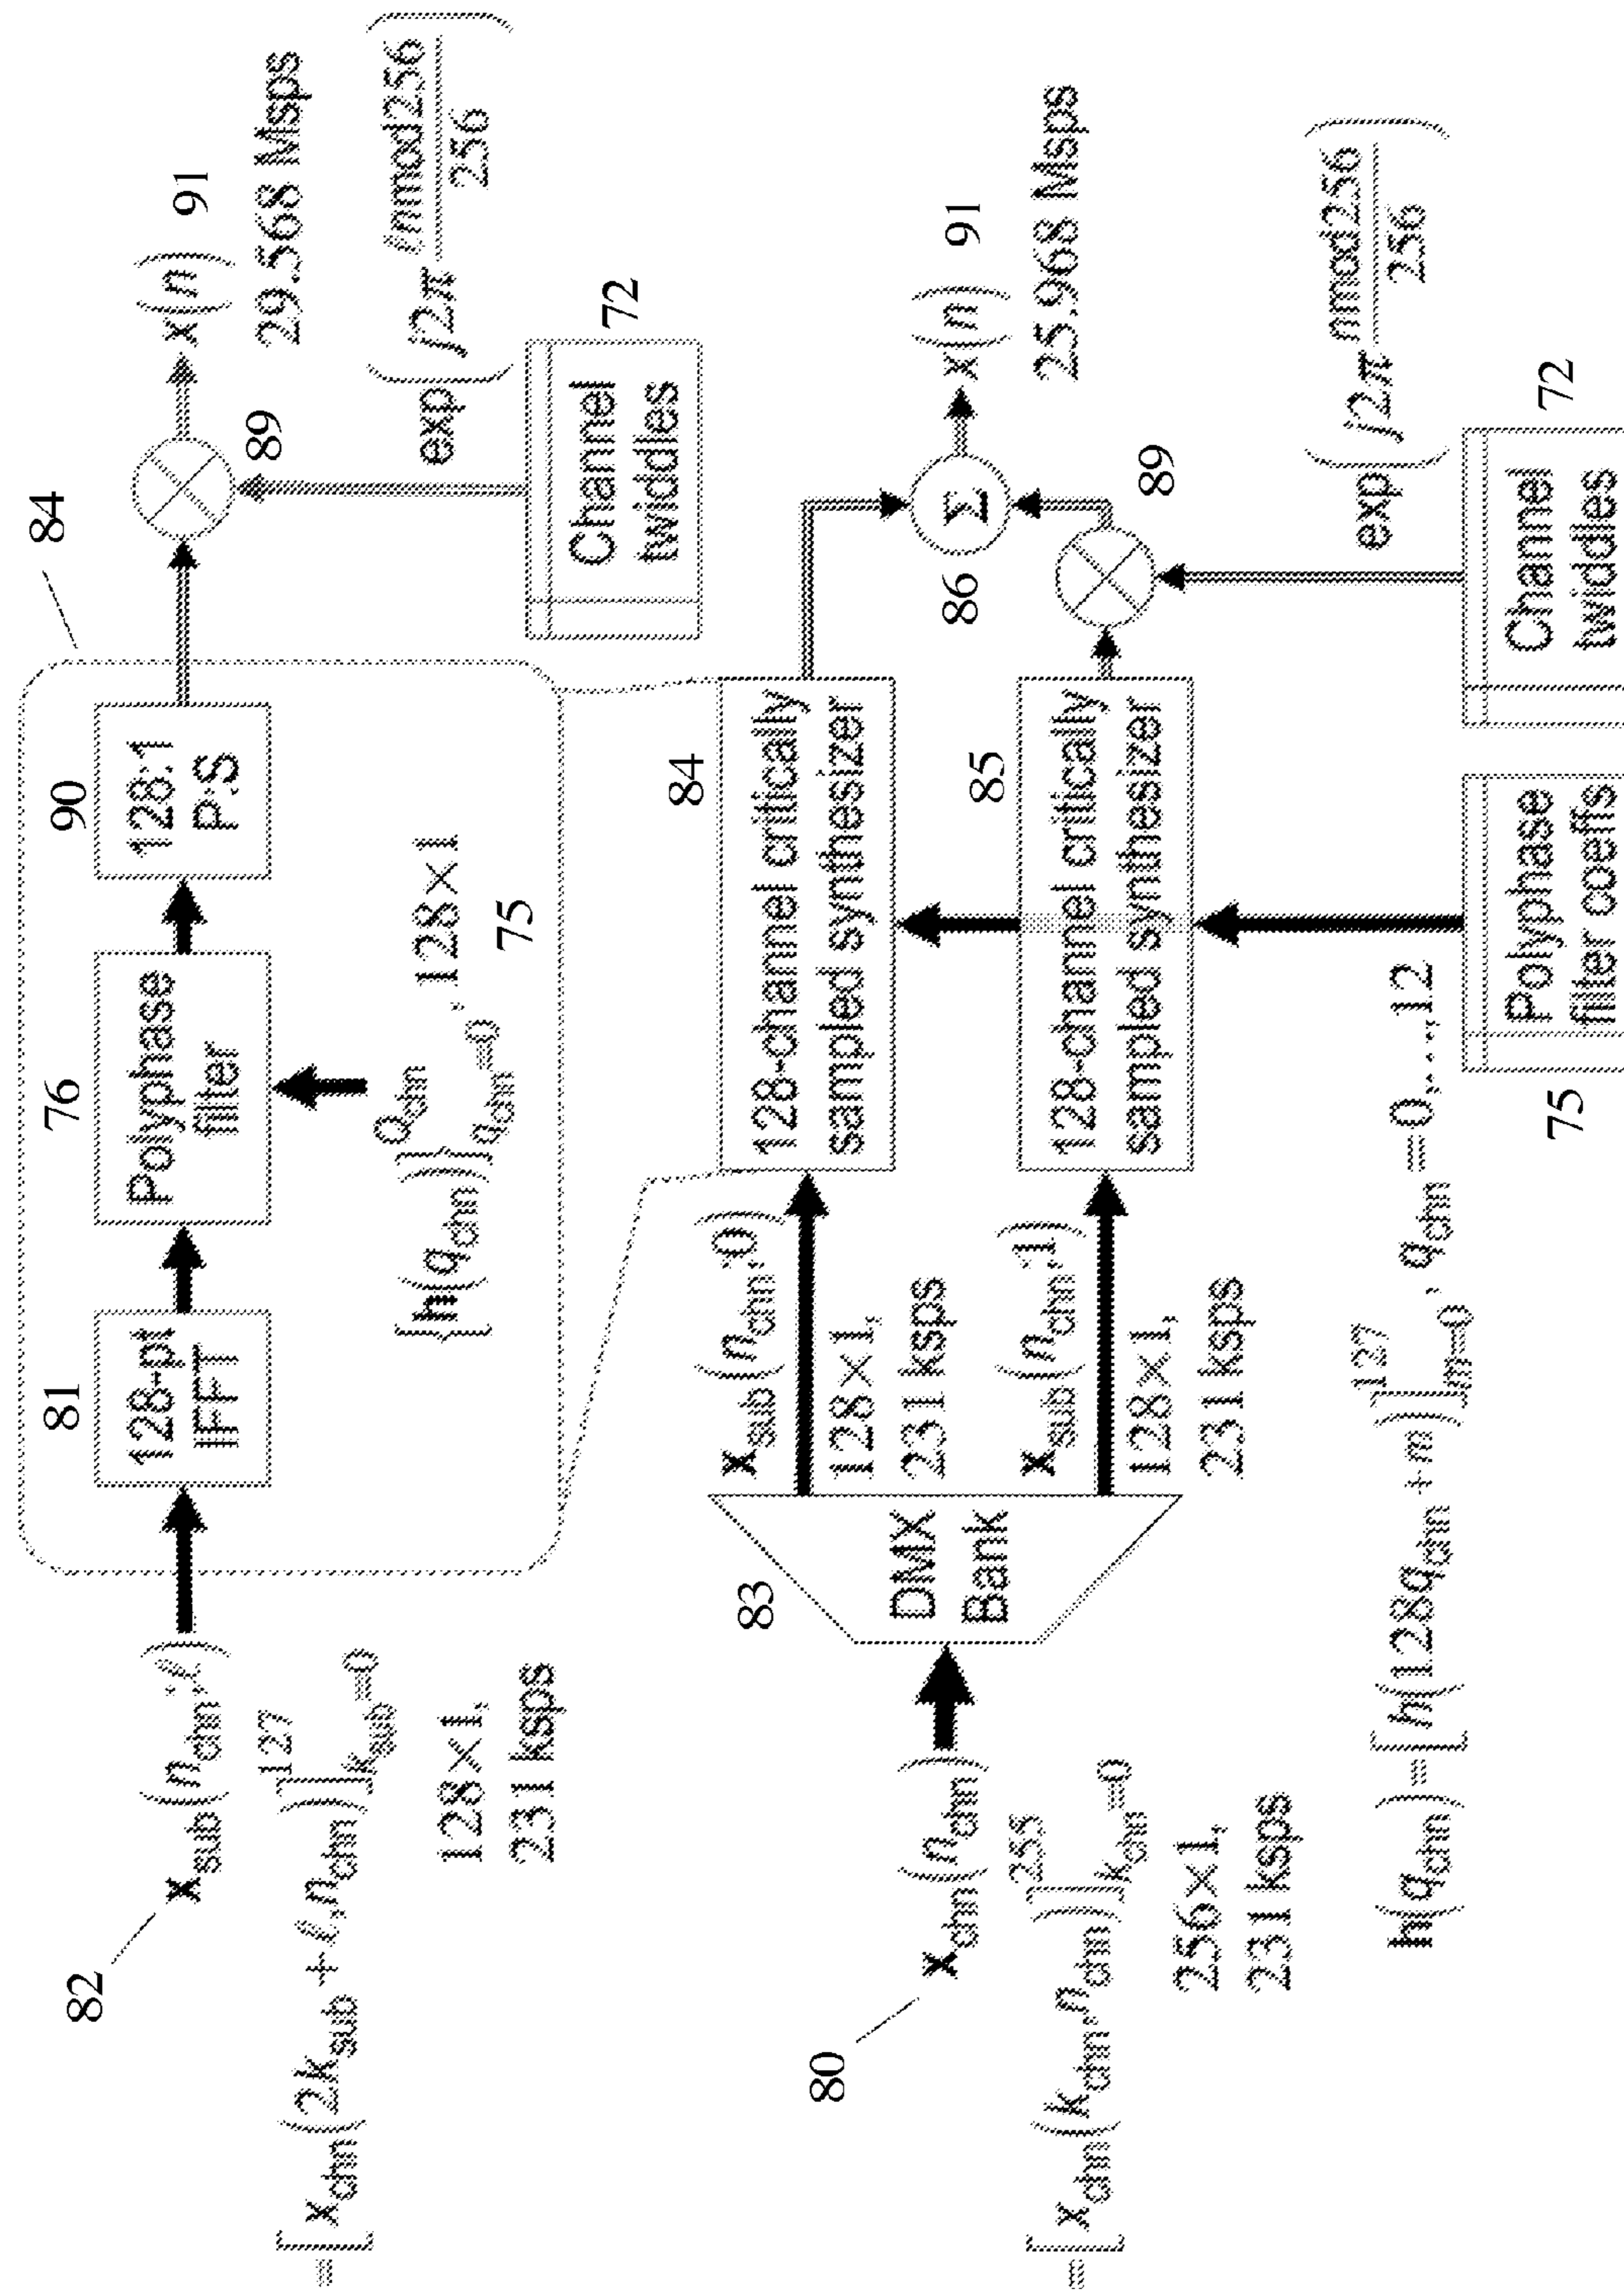 84
81
128-pt
IFFT
76
Polyphase
filter
90
128:1
P:S
89
x(n) 91
29.568 Msps
82
x_sub(n_chn;ℓ)
= [x_chn(2k_sub + ℓ, n_chn)]_{k_sub=0}^{127}
128×1,
231 ksps
[h(q_chn)]_{q_chn=0}^{Q_chn}, 128×1
75
exp(j2π ℓnmod256/256)
Channel
twiddles
72
84
128-channel critically
sampled synthesizer
x_sub(n_chn;0)
128×1,
231 ksps
83
DMX
Bank
80
x_chn(n_chn)
= [x_chn(k_chn, n_chn)]_{k_chn=0}^{255}
256×1,
231 ksps
x_sub(n_chn;1)
128×1,
231 ksps
85
128-channel critically
sampled synthesizer
86
Σ
x(n) 91
25.968 Msps
89
exp(j2π nmod256/256)
h(q_chn) = [h(128q_chn + m)]_{m=0}^{127}, q_chn = 0,...,12
75
Polyphase
filter coeffs
Channel
twiddles
72